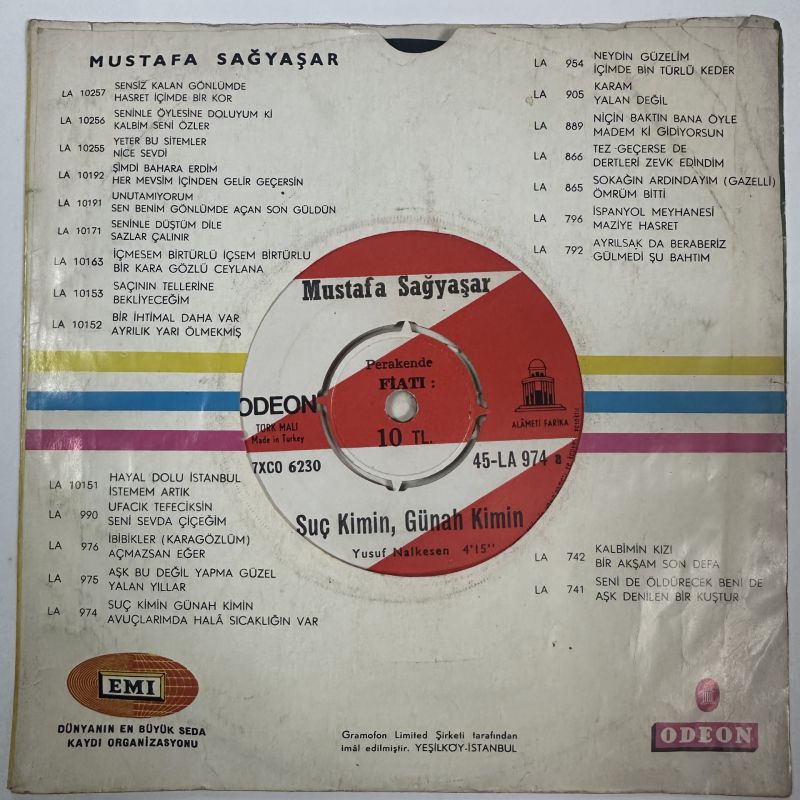 MUSTAFA SAĞYAŞAR
LA 10257 SENSİZ KALAN GÖNLÜMDE
HASRET İÇİMDE BİR KOR
LA 10256 SENİNLE ÖYLESİNE DOLUYUM Kİ
KALBİM SENİ ÖZLER
LA 10255 YETER BU SİTEMLER
NİCE SEVDİ
LA 10192 ŞİMDİ BAHARA ERDİM
HER MEVSİM İÇİNDEN GELİR GEÇERSİN
LA 10191 UNUTAMIYORUM
SEN BENİM GÖNLÜMDE AÇAN SON GÜLDÜN
LA 10171 SENİNLE DÜŞTÜM DİLE
SAZLAR ÇALINIR
LA 10163 İÇMESEM BİRTÜRLÜ İÇSEM BİRTÜRLÜ
BİR KARA GÖZLÜ CEYLANA
LA 10153 SAÇININ TELLERİNE
BEKLİYECEĞİM
LA 10152 BİR İHTİMAL DAHA VAR
AYRILIK YARI ÖLMEKMİŞ
LA 954 NEYDİN GÜZELİM
İÇİMDE BİN TÜRLÜ KEDER
LA 905 KARAM
YALAN DEĞİL
LA 889 NİÇİN BAKTIN BANA ÖYLE
MADEM Kİ GİDİYORSUN
LA 866 TEZ GEÇERSE DE
DERTLERİ ZEVK EDİNDİM
LA 865 SOKAĞIN ARDINDAYIM (GAZELLİ)
ÖMRÜM BİTTİ
LA 796 İSPANYOL MEYHANESİ
MAZİYE HASRET
LA 792 AYRILSAK DA BERABERİZ
GÜLMEDİ ŞU BAHTIM
Mustafa Sağyaşar
Perakende
FİATI :
10 TL.
ODEON
TÜRK MALI
Made in Turkey
ALÂMETİ FARİKA
7XCO 6230
45-LA 974 a
Suç Kimin, Günah Kimin
Yusuf Nalkesen 4'15"
LA 10151 HAYAL DOLU İSTANBUL
İSTEMEM ARTIK
LA 990 UFACIK TEFECİKSİN
SENİ SEVDA ÇİÇEĞİM
LA 976 İBİBİKLER (KARAGÖZLÜM)
AÇMAZSAN EĞER
LA 975 AŞK BU DEĞİL YAPMA GÜZEL
YALAN YILLAR
LA 974 SUÇ KİMİN GÜNAH KİMİN
AVUÇLARIMDA HALÂ SICAKLIĞIN VAR
LA 742 KALBİMİN KIZI
BİR AKŞAM SON DEFA
LA 741 SENİ DE ÖLDÜRECEK BENİ DE
AŞK DENİLEN BİR KUŞTUR
EMI
DÜNYANIN EN BÜYÜK SEDA
KAYDI ORGANİZASYONU
Gramofon Limited Şirketi tarafından
imâl edilmiştir. YEŞİLKÖY-İSTANBUL
ODEON